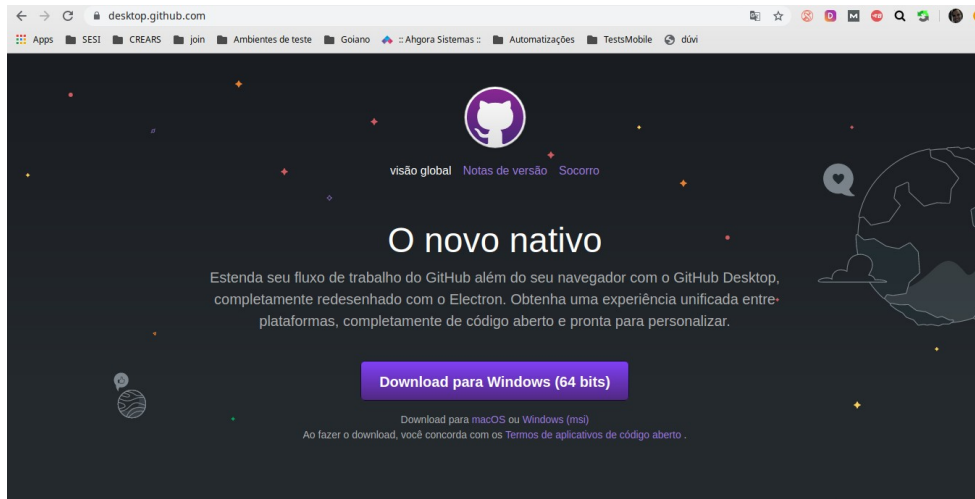 desktop.github.com
Apps SESI CREARS join Ambientes de teste Goiano :: Ahgora Sistemas :: Automatizações TestsMobile dúvi
visão global Notas de versão Socorro
O novo nativo
Estenda seu fluxo de trabalho do GitHub além do seu navegador com o GitHub Desktop,
completamente redesenhado com o Electron. Obtenha uma experiência unificada entre
plataformas, completamente de código aberto e pronta para personalizar.
Download para Windows (64 bits)
Download para macOS ou Windows (msi)
Ao fazer o download, você concorda com os Termos de aplicativos de código aberto .